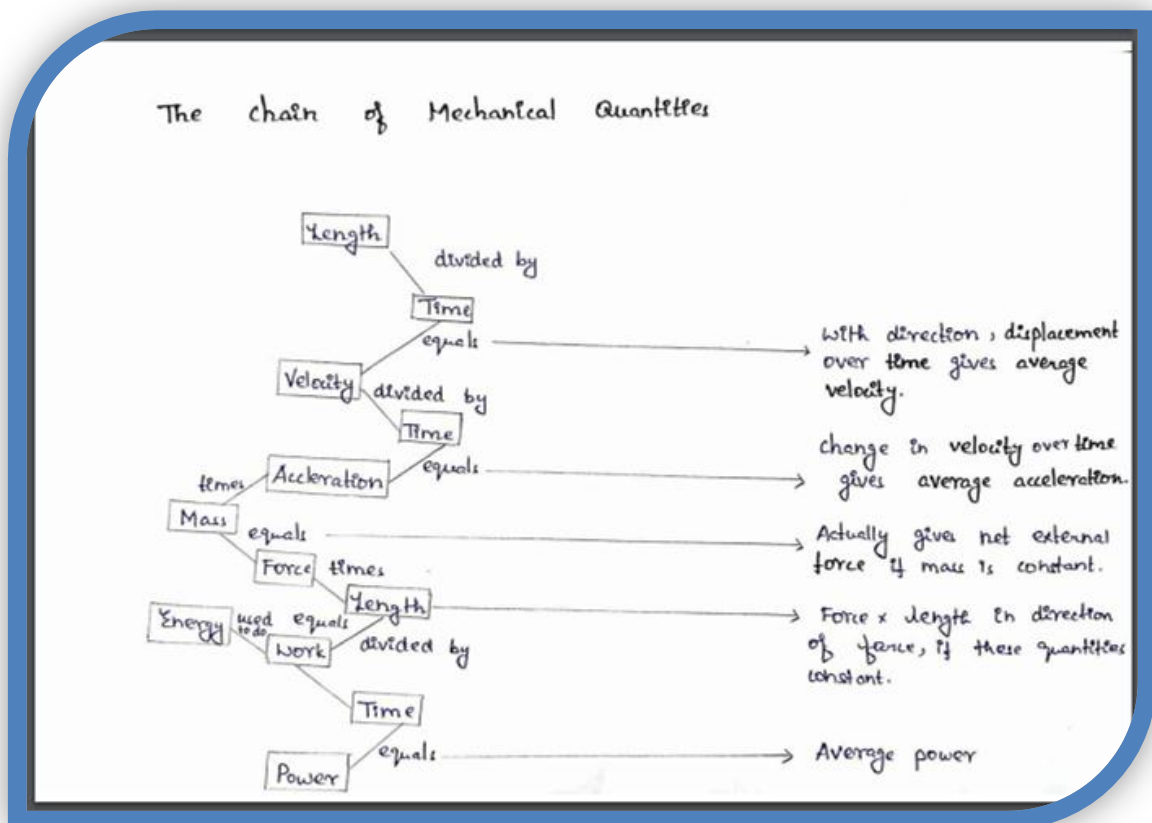 The chain of Mechanical Quantities
Length
divided by
Time
equals
with direction, displacement
over time gives average
velocity.
Velocity
divided by
Time
equals
change in velocity over time
gives average acceleration.
Accleration
times
Mass
equals
Actually gives net external
force if mass is constant.
Force times
Length
Force x length in direction
of farce, if these quantities
constant.
Energy used to do equals
Work
divided by
Time
equals
Average power
Power